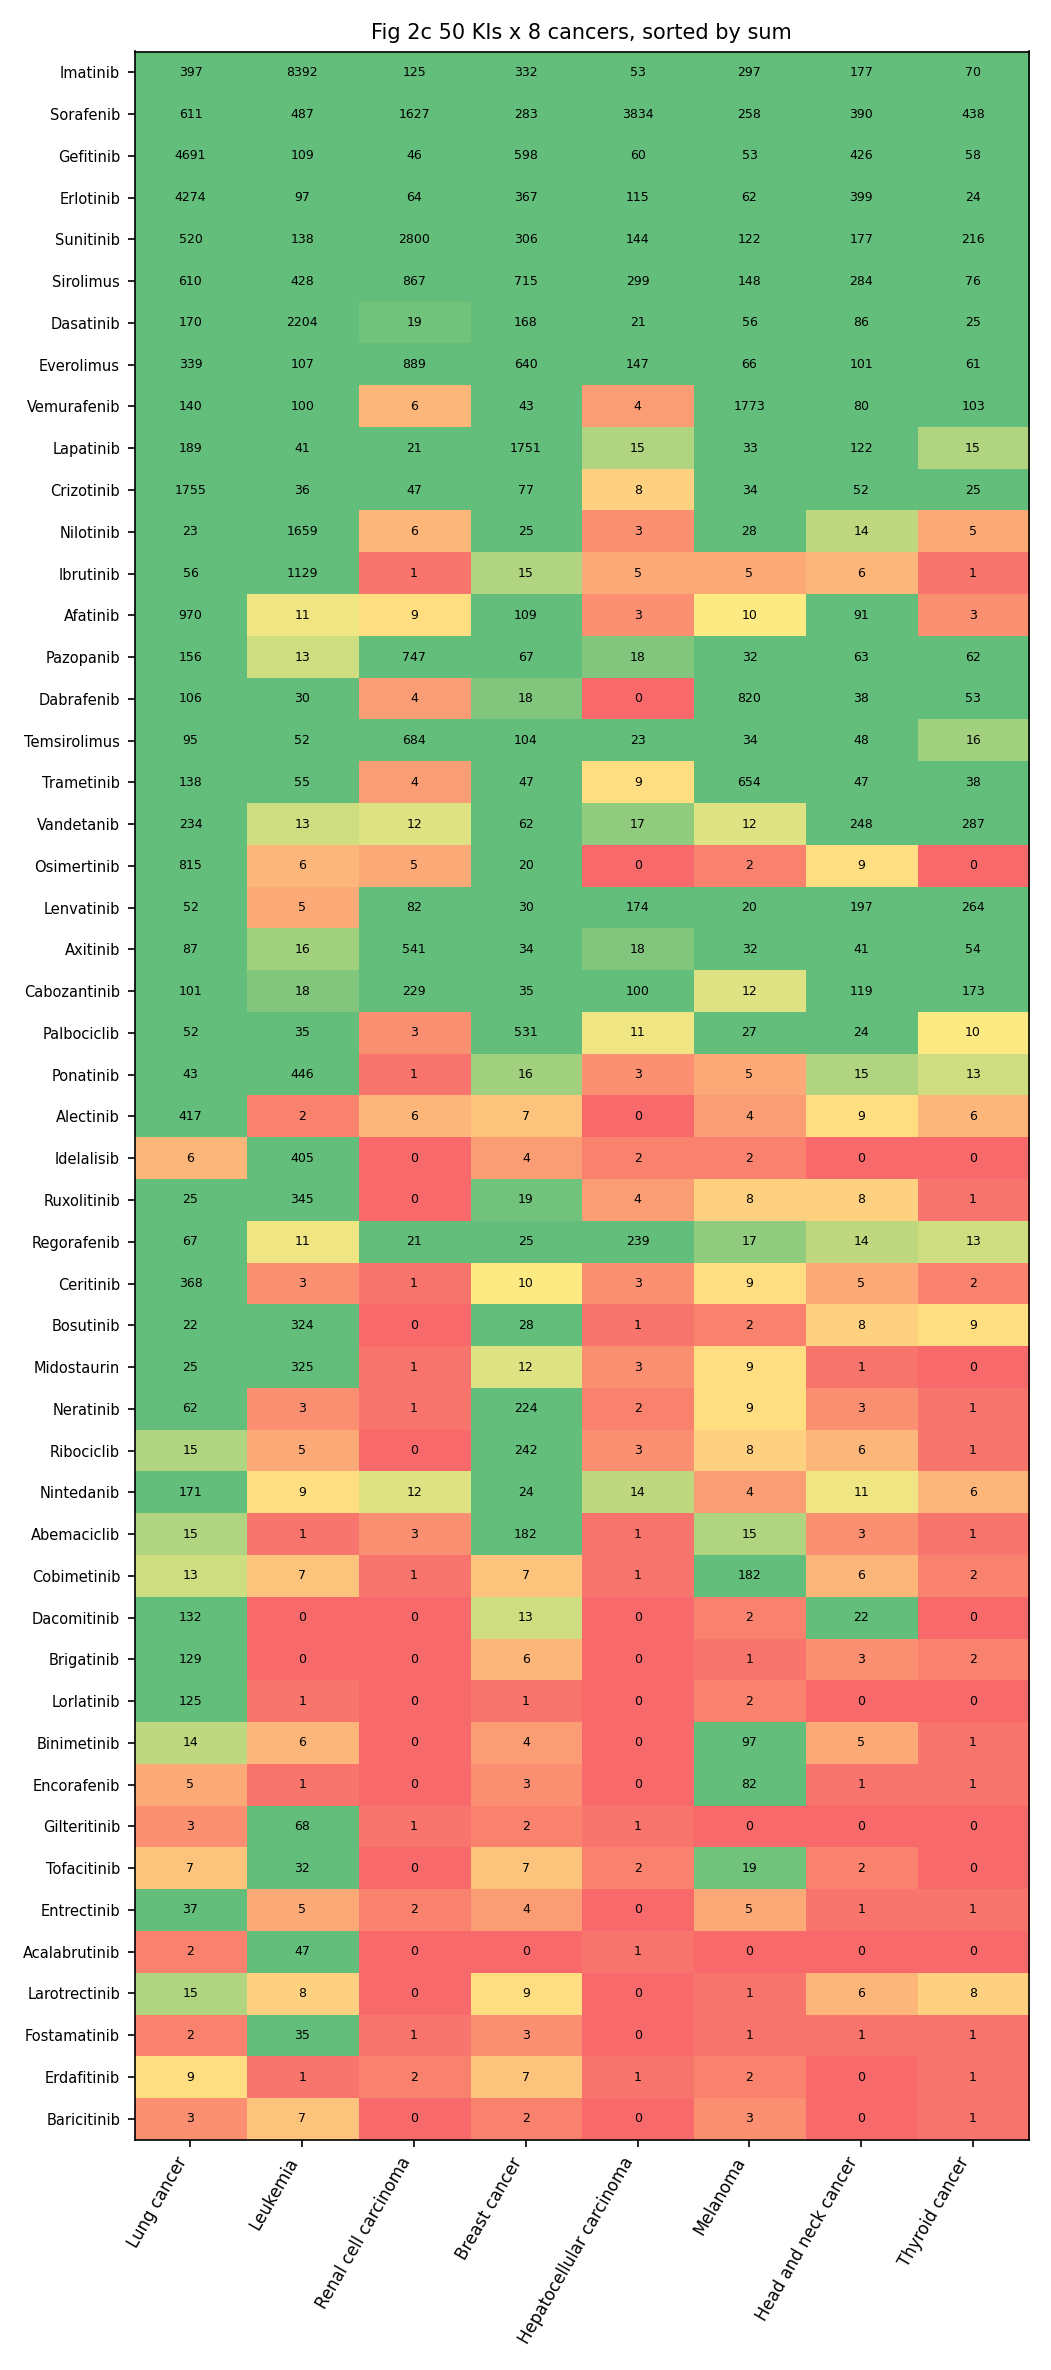 Fig 2c 50 KIs x 8 cancers, sorted by sum
Imatinib 397 8392 125 332 53 297 177 70
Sorafenib 611 487 1627 283 3834 258 390 438
Gefitinib 4691 109 46 598 60 53 426 58
Erlotinib 4274 97 64 367 115 62 399 24
Sunitinib 520 138 2800 306 144 122 177 216
Sirolimus 610 428 867 715 299 148 284 76
Dasatinib 170 2204 19 168 21 56 86 25
Everolimus 339 107 889 640 147 66 101 61
Vemurafenib 140 100 6 43 4 1773 80 103
Lapatinib 189 41 21 1751 15 33 122 15
Crizotinib 1755 36 47 77 8 34 52 25
Nilotinib 23 1659 6 25 3 28 14 5
Ibrutinib 56 1129 1 15 5 5 6 1
Afatinib 970 11 9 109 3 10 91 3
Pazopanib 156 13 747 67 18 32 63 62
Dabrafenib 106 30 4 18 0 820 38 53
Temsirolimus 95 52 684 104 23 34 48 16
Trametinib 138 55 4 47 9 654 47 38
Vandetanib 234 13 12 62 17 12 248 287
Osimertinib 815 6 5 20 0 2 9 0
Lenvatinib 52 5 82 30 174 20 197 264
Axitinib 87 16 541 34 18 32 41 54
Cabozantinib 101 18 229 35 100 12 119 173
Palbociclib 52 35 3 531 11 27 24 10
Ponatinib 43 446 1 16 3 5 15 13
Alectinib 417 2 6 7 0 4 9 6
Idelalisib 6 405 0 4 2 2 0 0
Ruxolitinib 25 345 0 19 4 8 8 1
Regorafenib 67 11 21 25 239 17 14 13
Ceritinib 368 3 1 10 3 9 5 2
Bosutinib 22 324 0 28 1 2 8 9
Midostaurin 25 325 1 12 3 9 1 0
Neratinib 62 3 1 224 2 9 3 1
Ribociclib 15 5 0 242 3 8 6 1
Nintedanib 171 9 12 24 14 4 11 6
Abemaciclib 15 1 3 182 1 15 3 1
Cobimetinib 13 7 1 7 1 182 6 2
Dacomitinib 132 0 0 13 0 2 22 0
Brigatinib 129 0 0 6 0 1 3 2
Lorlatinib 125 1 0 1 0 2 0 0
Binimetinib 14 6 0 4 0 97 5 1
Encorafenib 5 1 0 3 0 82 1 1
Gilteritinib 3 68 1 2 1 0 0 0
Tofacitinib 7 32 0 7 2 19 2 0
Entrectinib 37 5 2 4 0 5 1 1
Acalabrutinib 2 47 0 0 1 0 0 0
Larotrectinib 15 8 0 9 0 1 6 8
Fostamatinib 2 35 1 3 0 1 1 1
Erdafitinib 9 1 2 7 1 2 0 1
Baricitinib 3 7 0 2 0 3 0 1
Lung cancer
Leukemia
Renal cell carcinoma
Breast cancer
Hepatocellular carcinoma
Melanoma
Head and neck cancer
Thyroid cancer